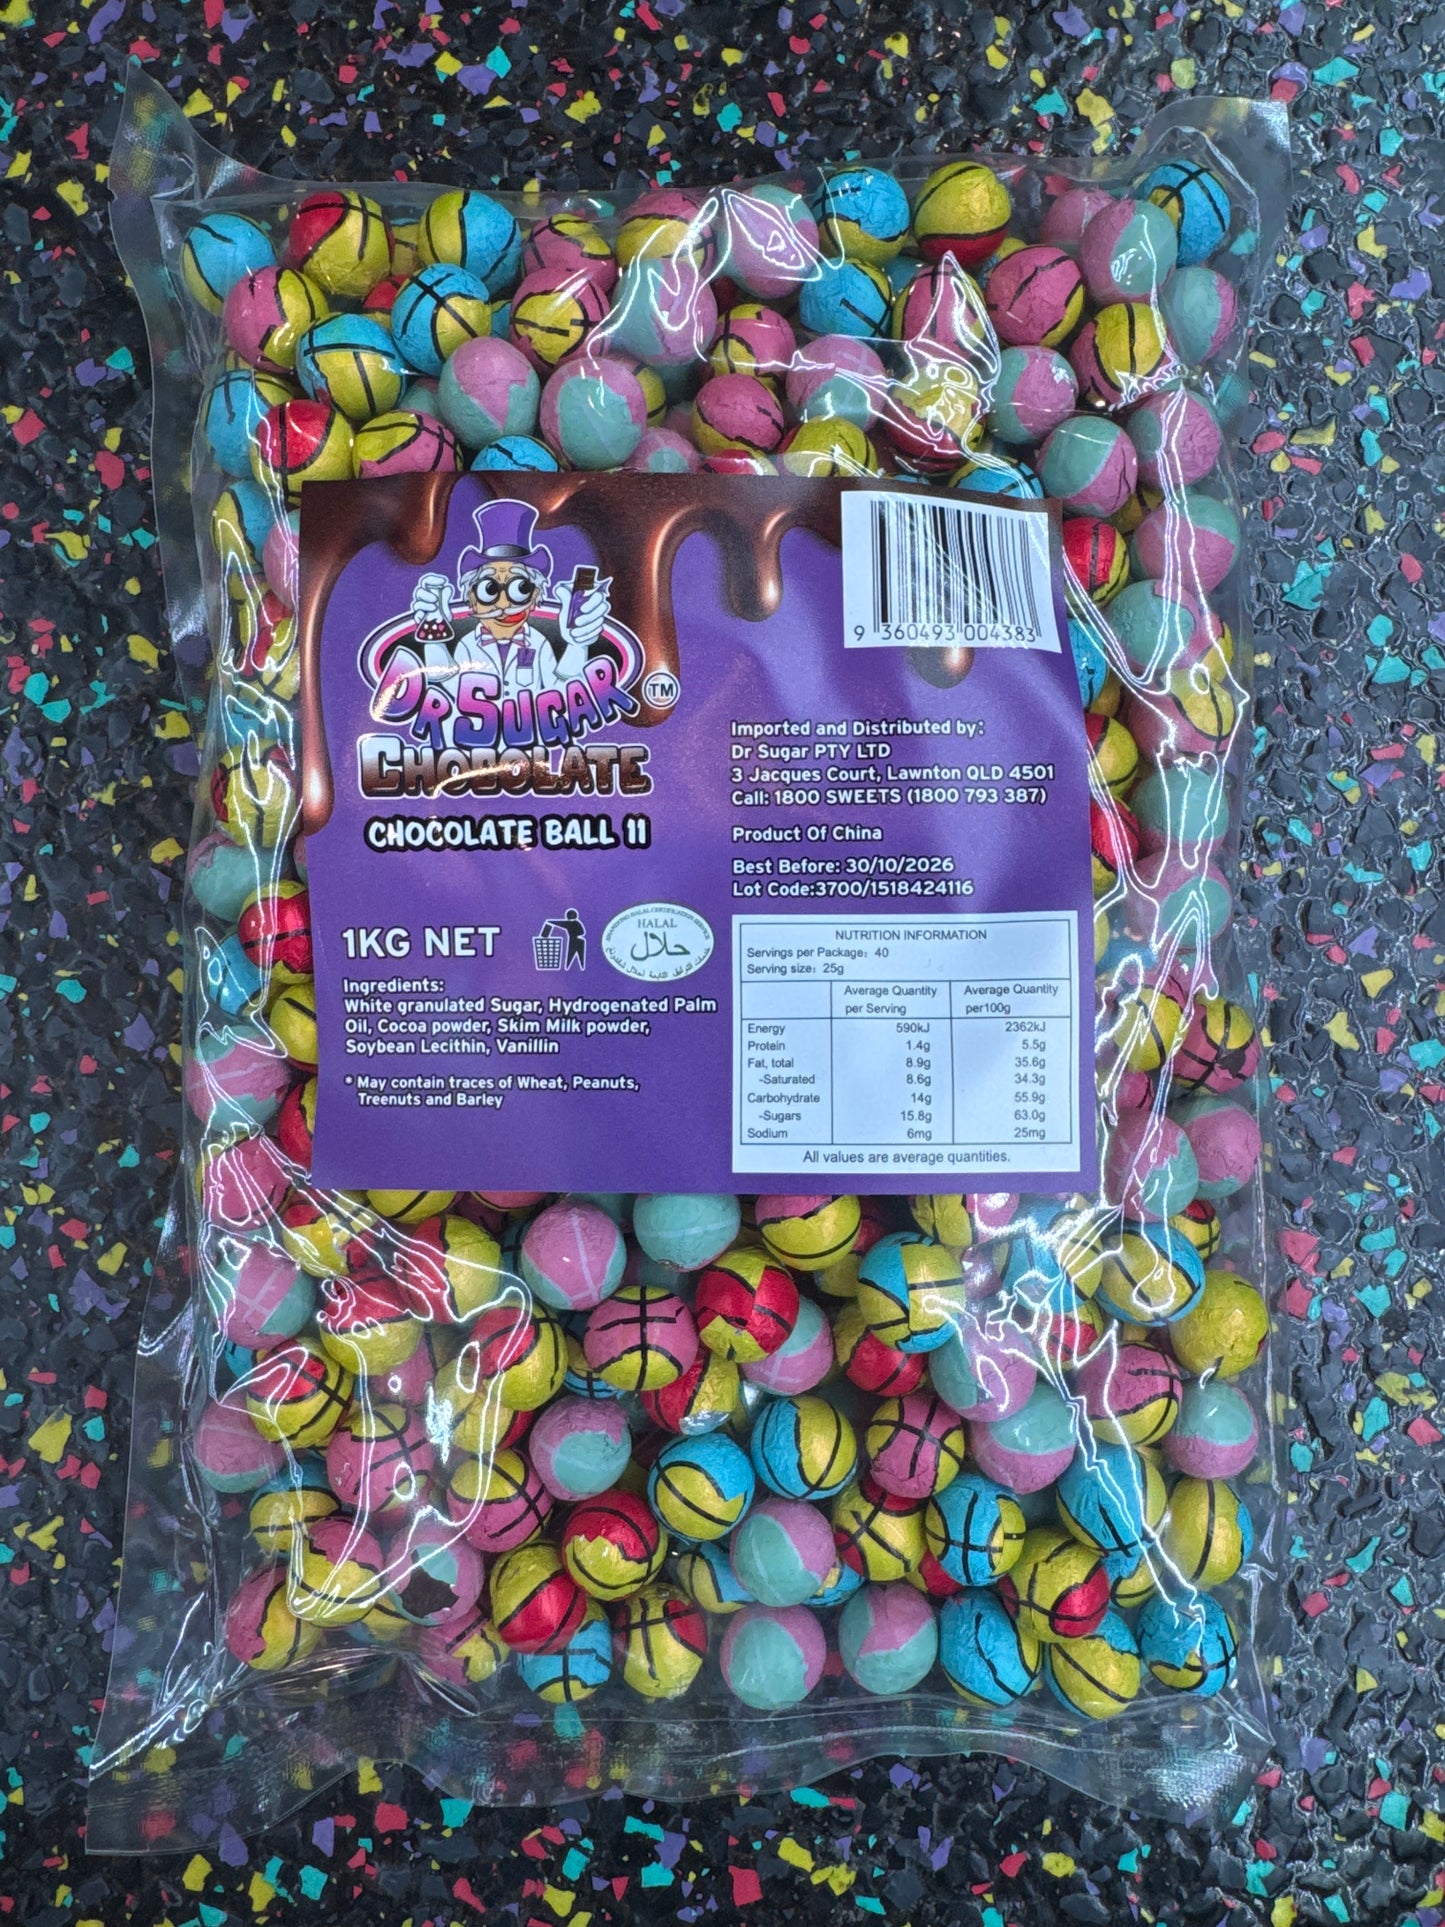 DR SUGAR TM
CHOCOLATE
CHOCOLATE BALL 11
1KG NET
HALAL
حلال
Ingredients:
White granulated Sugar, Hydrogenated Palm
Oil, Cocoa powder, Skim Milk powder,
Soybean Lecithin, Vanillin
* May contain traces of Wheat, Peanuts,
Treenuts and Barley
9 360493 004383
Imported and Distributed by:
Dr Sugar PTY LTD
3 Jacques Court, Lawnton QLD 4501
Call: 1800 SWEETS (1800 793 387)
Product Of China
Best Before: 30/10/2026
Lot Code:3700/1518424116
NUTRITION INFORMATION
Servings per Package: 40
Serving size: 25g
Average Quantity Average Quantity
per Serving per100g
Energy 590kJ 2362kJ
Protein 1.4g 5.5g
Fat, total 8.9g 35.6g
-Saturated 8.6g 34.3g
Carbohydrate 14g 55.9g
-Sugars 15.8g 63.0g
Sodium 6mg 25mg
All values are average quantities.